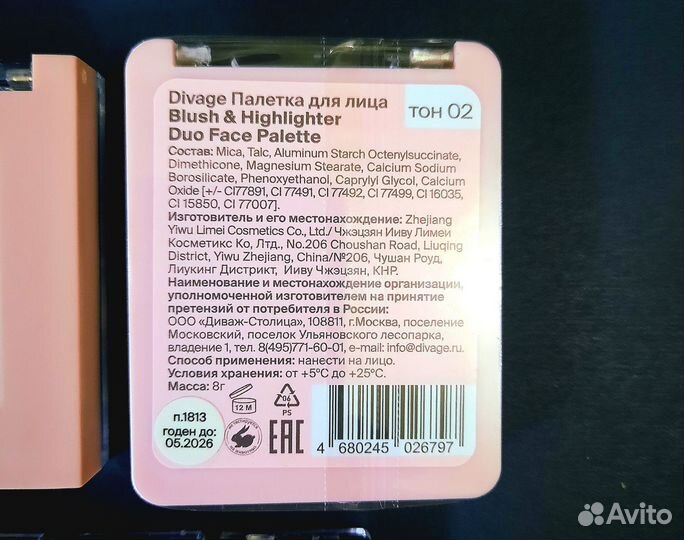 Divage Палетка для лица
Blush & Highlighter
Duo Face Palette
тон 02
Состав: Mica, Talc, Aluminum Starch Octenylsuccinate,
Dimethicone, Magnesium Stearate, Calcium Sodium
Borosilicate, Phenoxyethanol, Caprylyl Glycol, Calcium
Oxide [+/- CI77891, CI 77491, CI 77492, CI 77499, CI 16035,
CI 15850, CI 77007].
Изготовитель и его местонахождение: Zhejiang
Yiwu Limei Cosmetics Co., Ltd./ Чжэцзян Ииву Лимеи
Косметикс Ко, Лтд., No.206 Choushan Road, Liuqing
District, Yiwu Zhejiang, China/№206, Чушан Роуд,
Лиукинг Дистрикт, Ииву Чжэцзян, КНР.
Наименование и местонахождение организации,
уполномоченной изготовителем на принятие
претензий от потребителя в России:
ООО «Диваж-Столица», 108811, г.Москва, поселение
Московский, поселок Ульяновского лесопарка,
владение 1, тел. 8(495)771-60-01, e-mail: info@divage.ru.
Способ применения: нанести на лицо.
Условия хранения: от +5°C до +25°C.
Масса: 8г
п.1813
годен до:
05.2026
12 M
06
PS
EAC
4 680245 026797
Avito